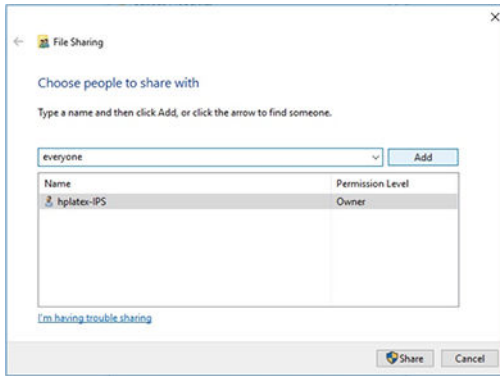 File Sharing
Choose people to share with
Type a name and then click Add, or click the arrow to find someone.
everyone
Add
Name Permission Level
hplatex-IPS Owner
I'm having trouble sharing
Share Cancel